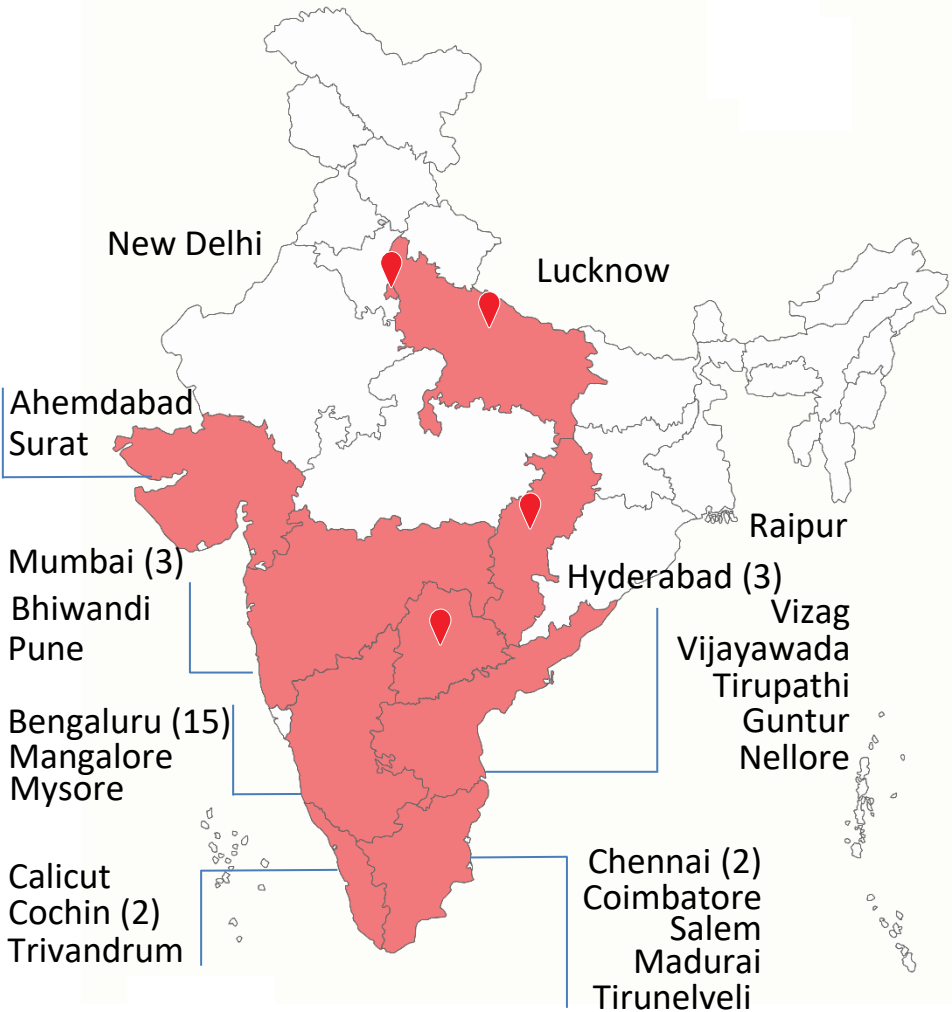 New Delhi
Lucknow
Ahemdabad
Surat
Raipur
Mumbai (3)
Bhiwandi
Pune
Hyderabad (3)
Vizag
Vijayawada
Tirupathi
Guntur
Nellore
Bengaluru (15)
Mangalore
Mysore
Calicut
Cochin (2)
Trivandrum
Chennai (2)
Coimbatore
Salem
Madurai
Tirunelveli